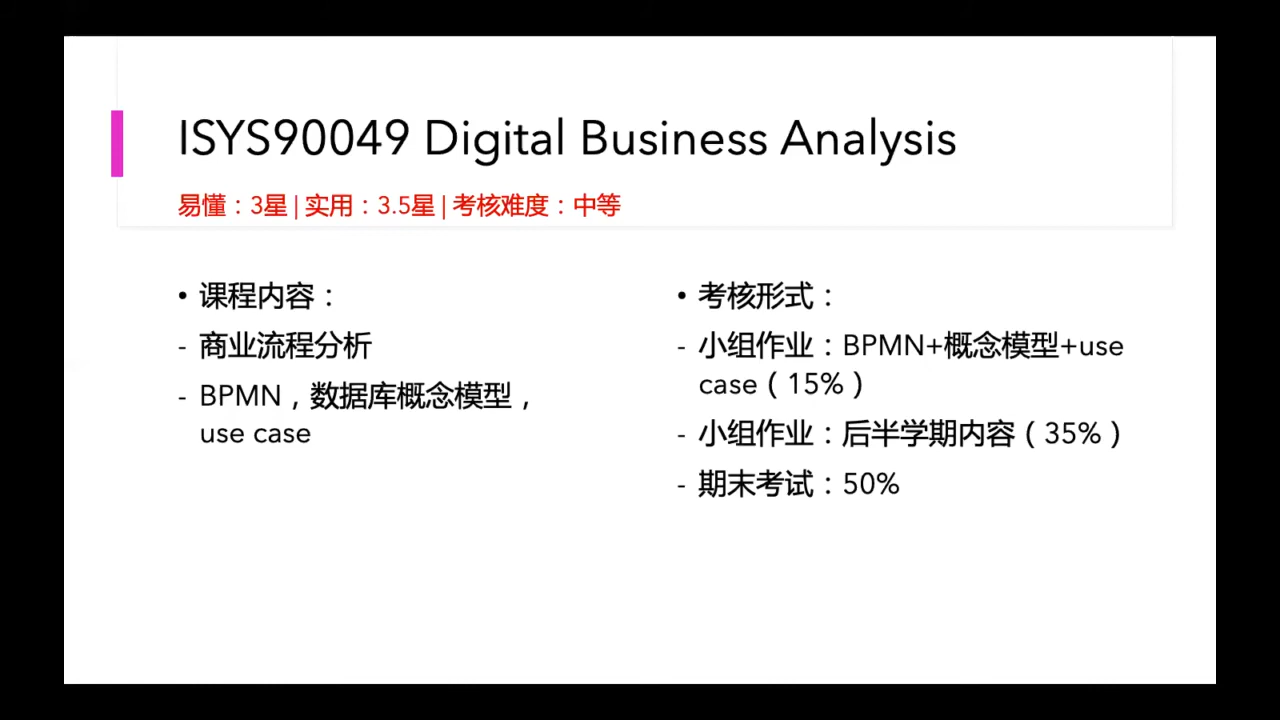 ISYS90049 Digital Business Analysis
易懂：3星 | 实用：3.5星 | 考核难度：中等
• 课程内容：
- 商业流程分析
- BPMN，数据库概念模型，
use case
• 考核形式：
- 小组作业：BPMN+概念模型+use
case（15%）
- 小组作业：后半学期内容（35%）
- 期末考试：50%